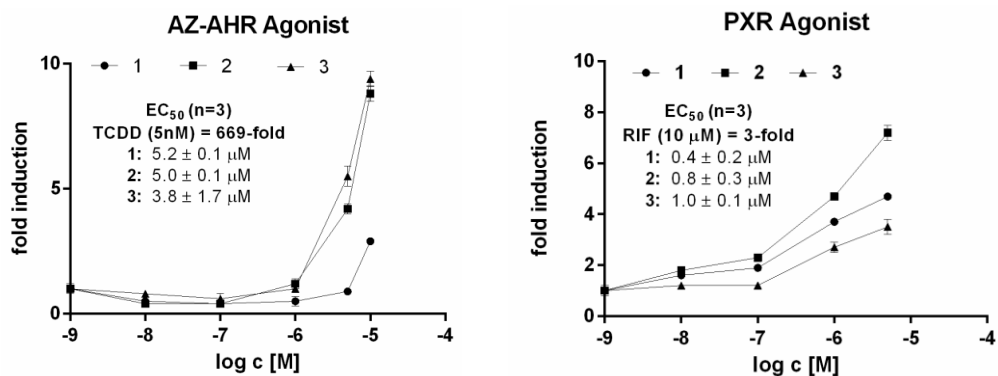 AZ-AHR Agonist
1 2 3
EC50 (n=3)
TCDD (5nM) = 669-fold
1: 5.2 ± 0.1 μM
2: 5.0 ± 0.1 μM
3: 3.8 ± 1.7 μM
fold induction
10
5
0
-9 -8 -7 -6 -5 -4
log c [M]
PXR Agonist
1 2 3
EC50 (n=3)
RIF (10 μM) = 3-fold
1: 0.4 ± 0.2 μM
2: 0.8 ± 0.3 μM
3: 1.0 ± 0.1 μM
fold induction
10
8
6
4
2
0
-9 -8 -7 -6 -5 -4
log c [M]